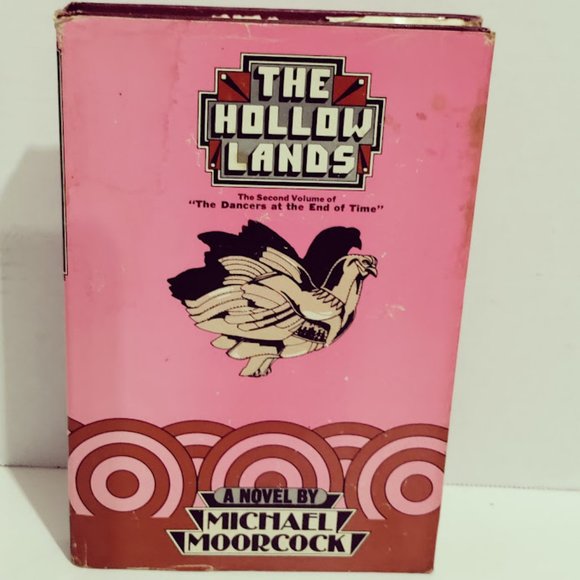 THE
HOLLOW
LANDS
The Second Volume of
"The Dancers at the End of Time"
A NOVEL BY
MICHAEL
MOORCOCK